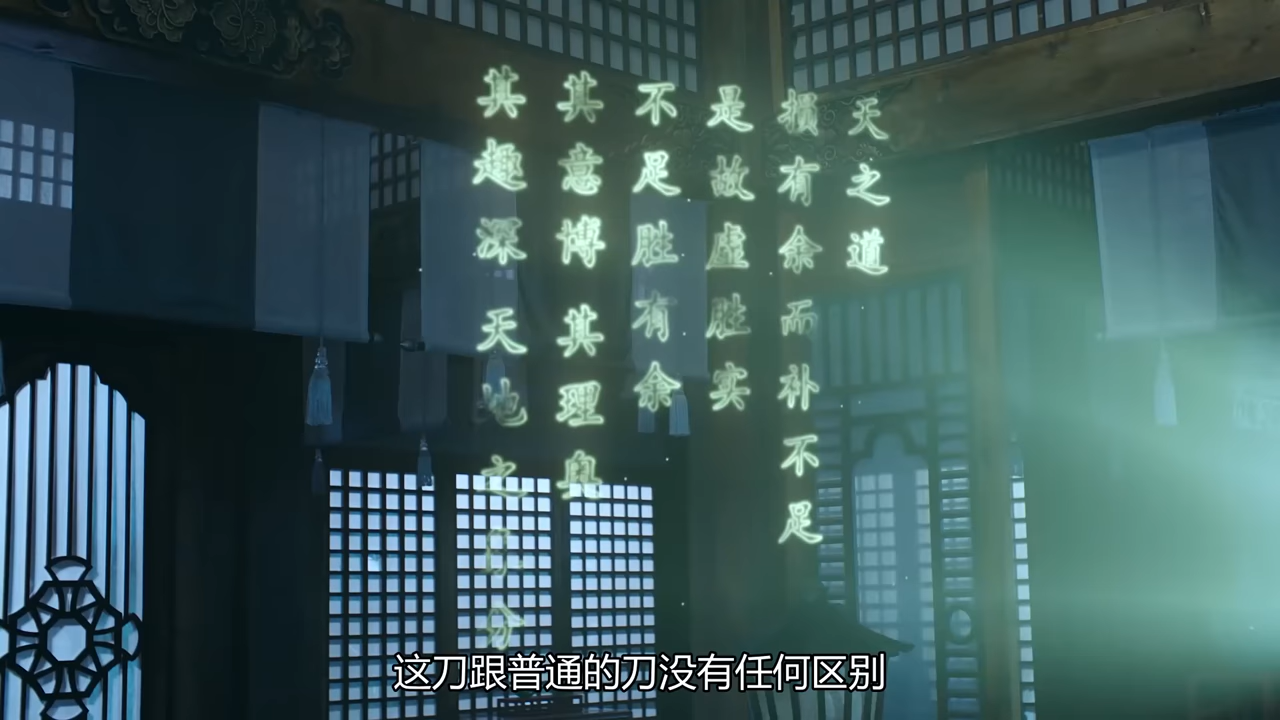 天之道
损有余而补不足
是故虚胜实
不足胜有余
其意博 其理奥
其趣深 天地之
这刀跟普通的刀没有任何区别